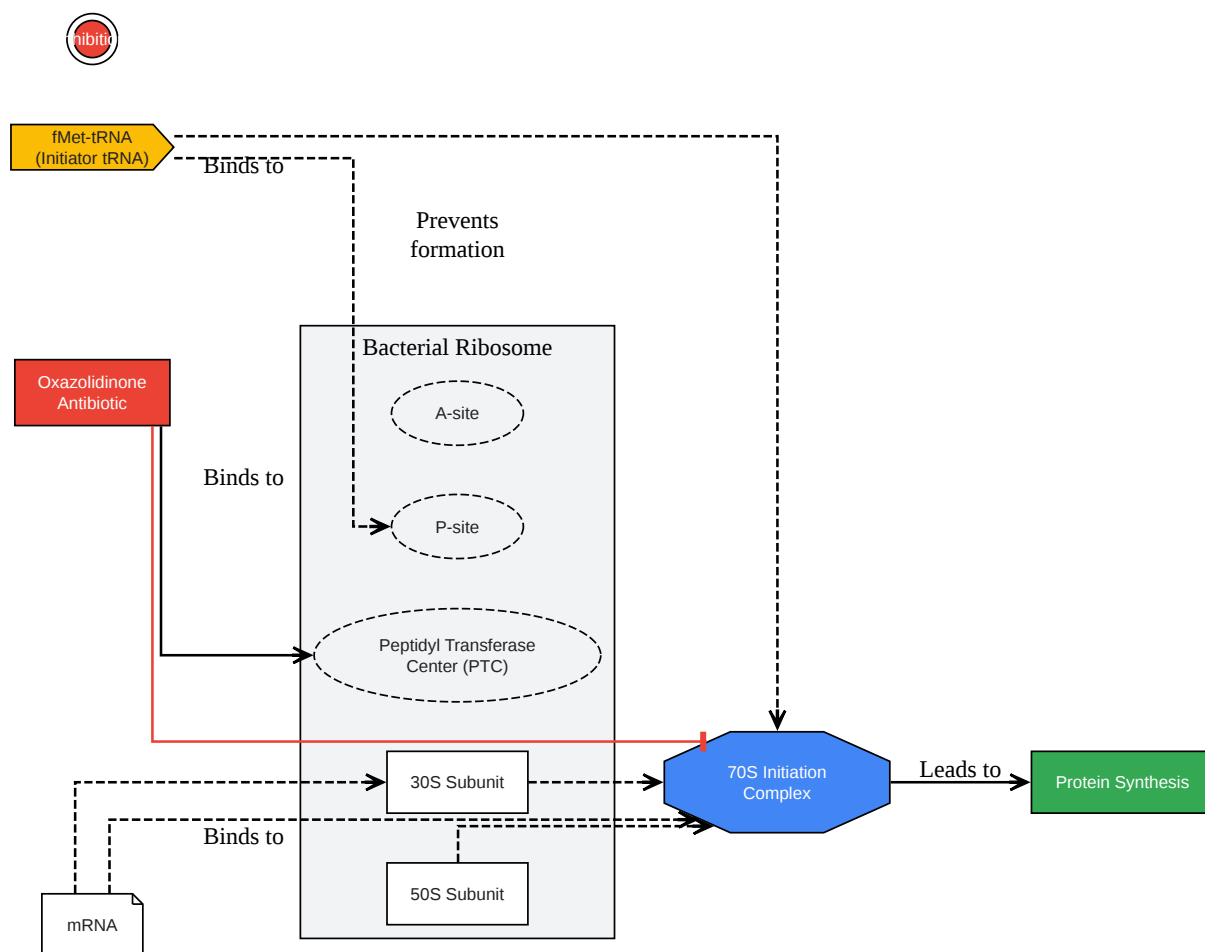 nhibition
fMet-tRNA
(Initiator tRNA)
Binds to
Prevents
formation
Bacterial Ribosome
Oxazolidinone
Antibiotic
A-site
Binds to
P-site
Peptidyl Transferase
Center (PTC)
70S Initiation
Complex
Leads to
Protein Synthesis
30S Subunit
Binds to
50S Subunit
mRNA